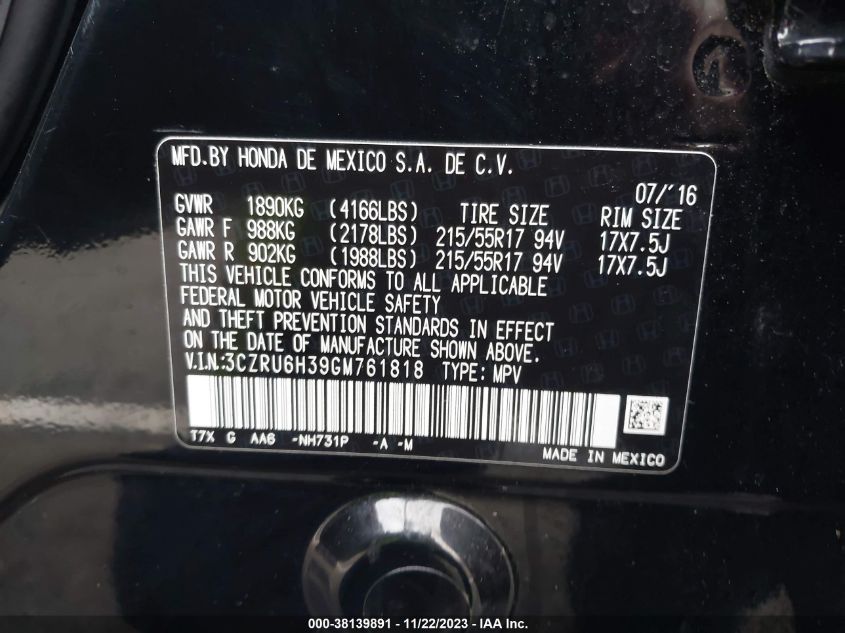 MFD.BY HONDA DE MEXICO S.A. DE C.V.
07/'16
GVWR 1890KG (4166LBS) TIRE SIZE RIM SIZE
GAWR F 988KG (2178LBS) 215/55R17 94V 17X7.5J
GAWR R 902KG (1988LBS) 215/55R17 94V 17X7.5J
THIS VEHICLE CONFORMS TO ALL APPLICABLE
FEDERAL MOTOR VEHICLE SAFETY
AND THEFT PREVENTION STANDARDS IN EFFECT
ON THE DATE OF MANUFACTURE SHOWN ABOVE.
V.I.N:3CZRU6H39GM761818 TYPE: MPV
T7X G AA6 -NH731P -A -M
MADE IN MEXICO
000-38139891 - 11/22/2023 - IAA Inc.